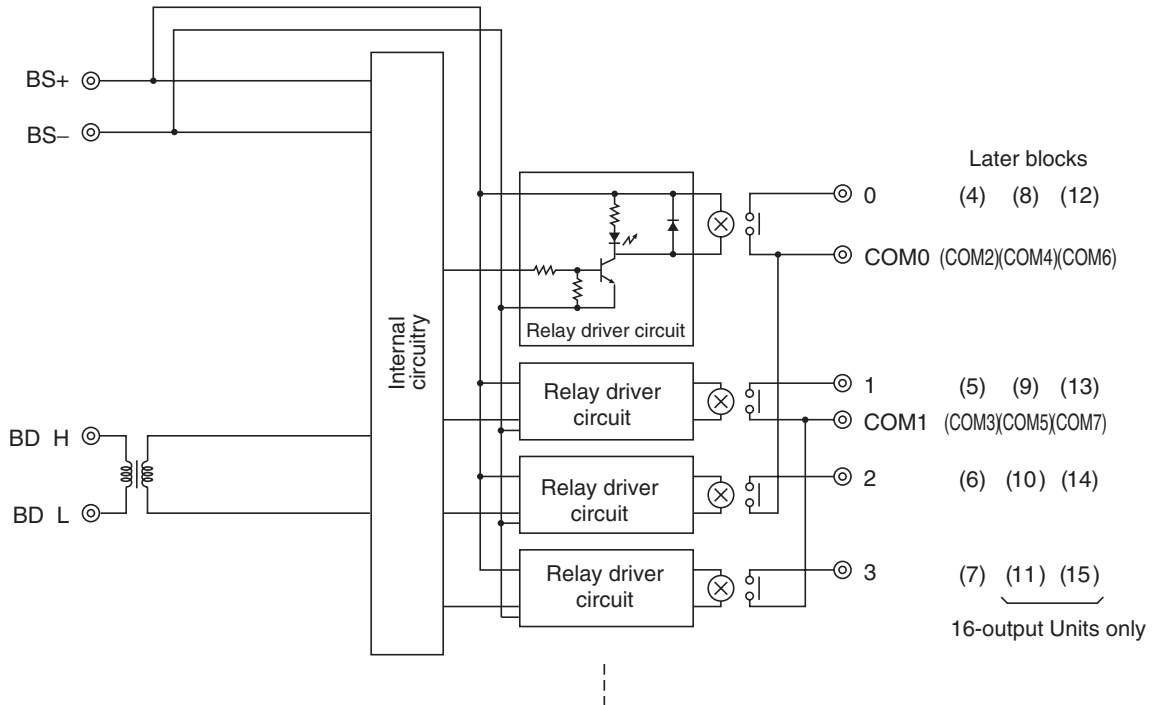 BS+
BS−
Later blocks
0 (4) (8) (12)
COM0 (COM2)(COM4)(COM6)
Relay driver circuit
Internal
circuitry
Relay driver
circuit
1 (5) (9) (13)
COM1 (COM3)(COM5)(COM7)
BD H
Relay driver
circuit
2 (6) (10) (14)
BD L
Relay driver
circuit
3 (7) (11) (15)
16-output Units only